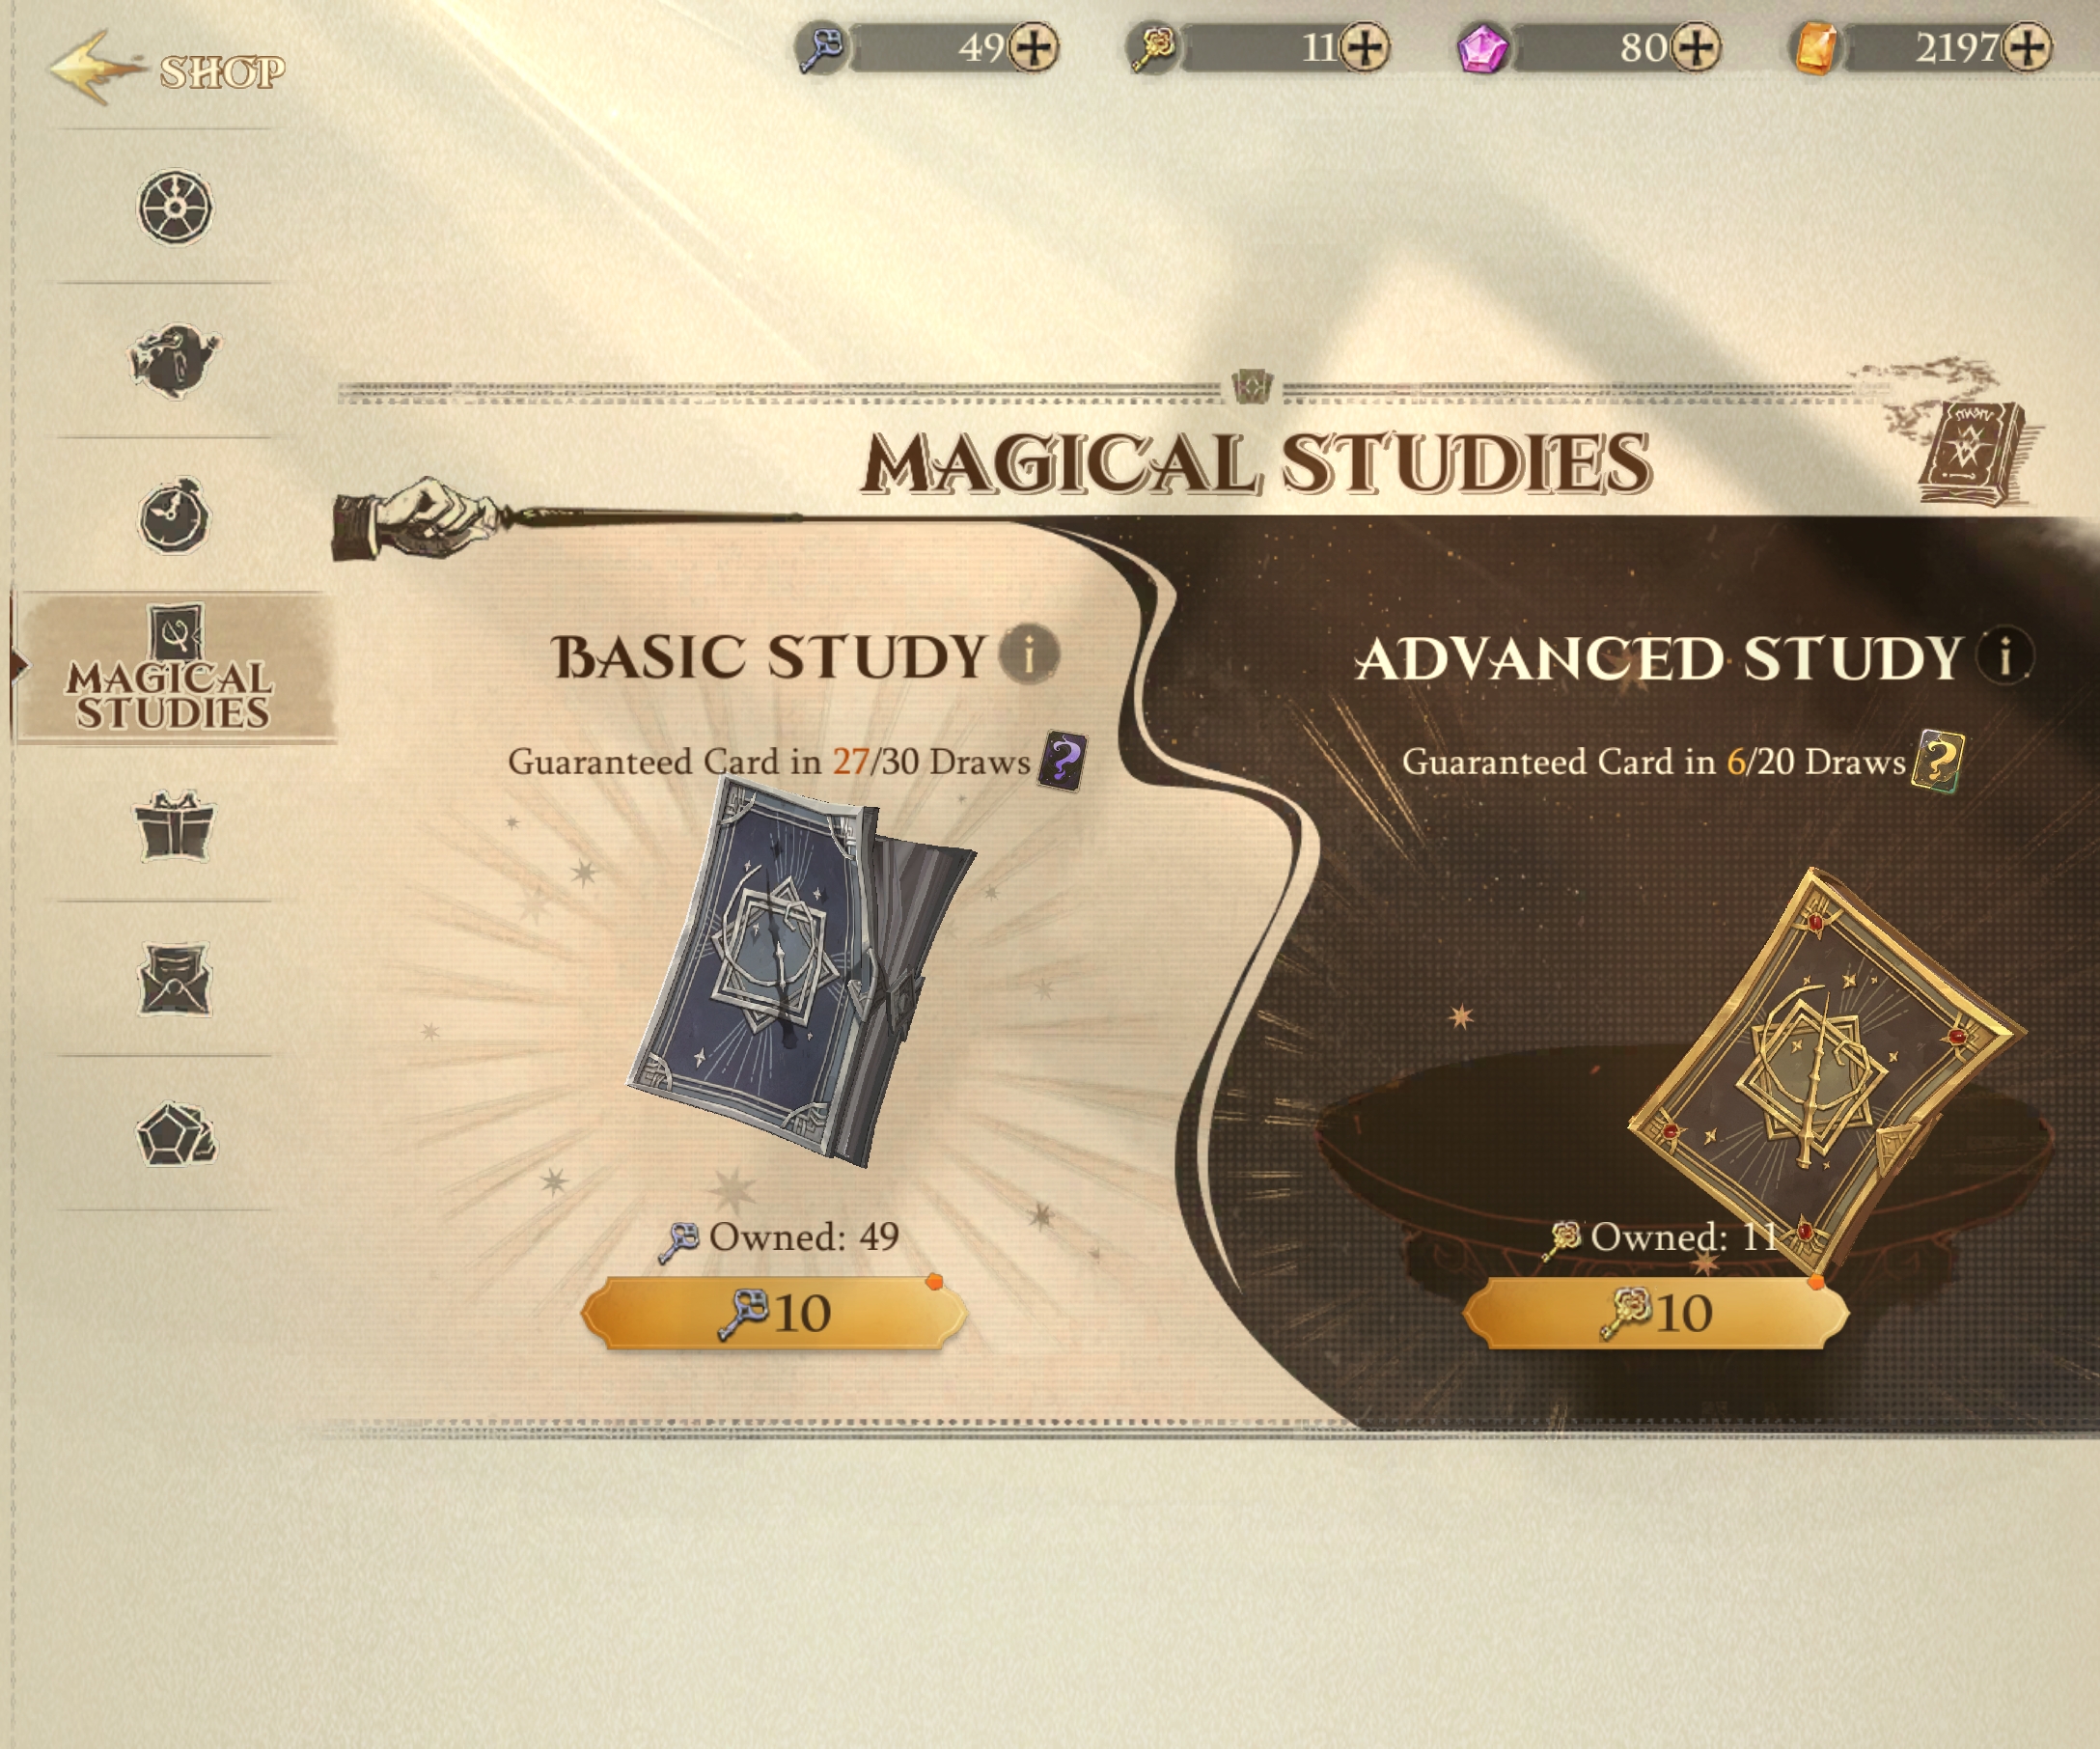 SHOP
49
11
80
2197
MAGICAL STUDIES
MAGICAL
STUDIES
BASIC STUDY i
Guaranteed Card in 27/30 Draws ?
Owned: 49
10
ADVANCED STUDY i
Guaranteed Card in 6/20 Draws ?
Owned: 11
10